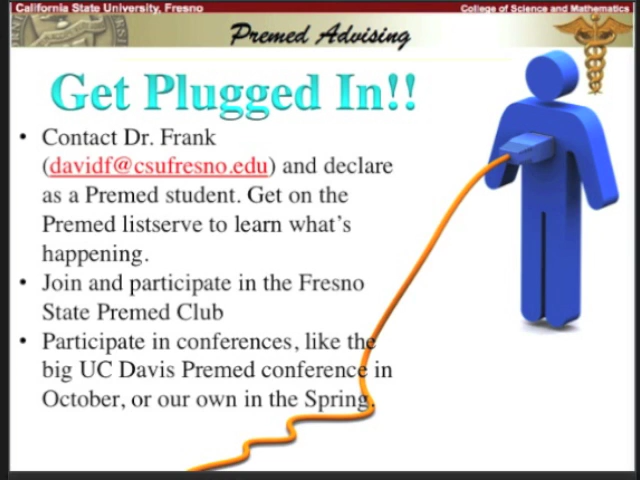 California State University, Fresno
College of Science and Mathematics
Premed Advising
Get Plugged In!!
• Contact Dr. Frank
(davidf@csufresno.edu) and declare
as a Premed student. Get on the
Premed listserve to learn what's
happening.
• Join and participate in the Fresno
State Premed Club
• Participate in conferences, like the
big UC Davis Premed conference in
October, or our own in the Spring.